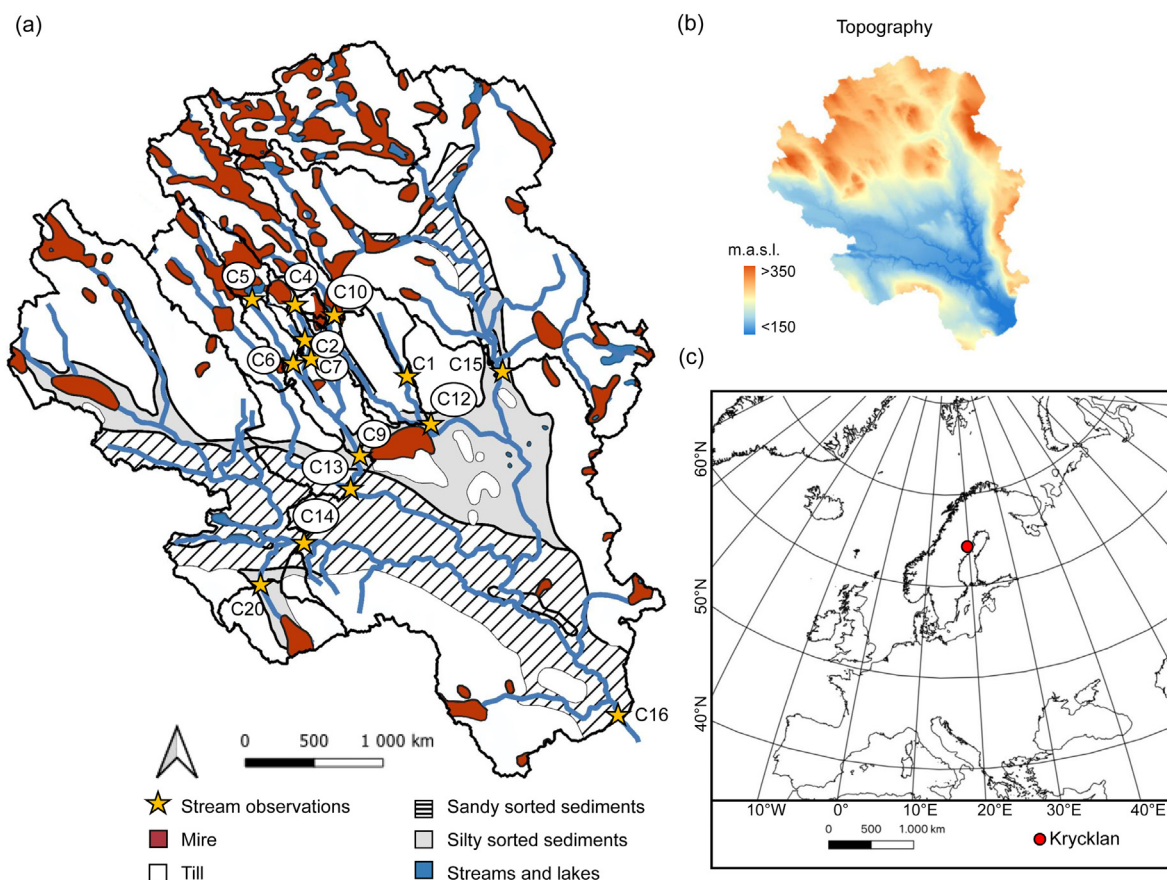 (a)
C5
C4
C10
C2
C6
C7
C1
C15
C12
C9
C13
C14
C20
C16
0 500 1 000 km
Stream observations
Mire
Till
Sandy sorted sediments
Silty sorted sediments
Streams and lakes
(b)
Topography
m.a.s.l.
>350
<150
(c)
60°N
50°N
40°N
10°W 0° 10°E 20°E 30°E 40°E
0 500 1.000 km
Krycklan